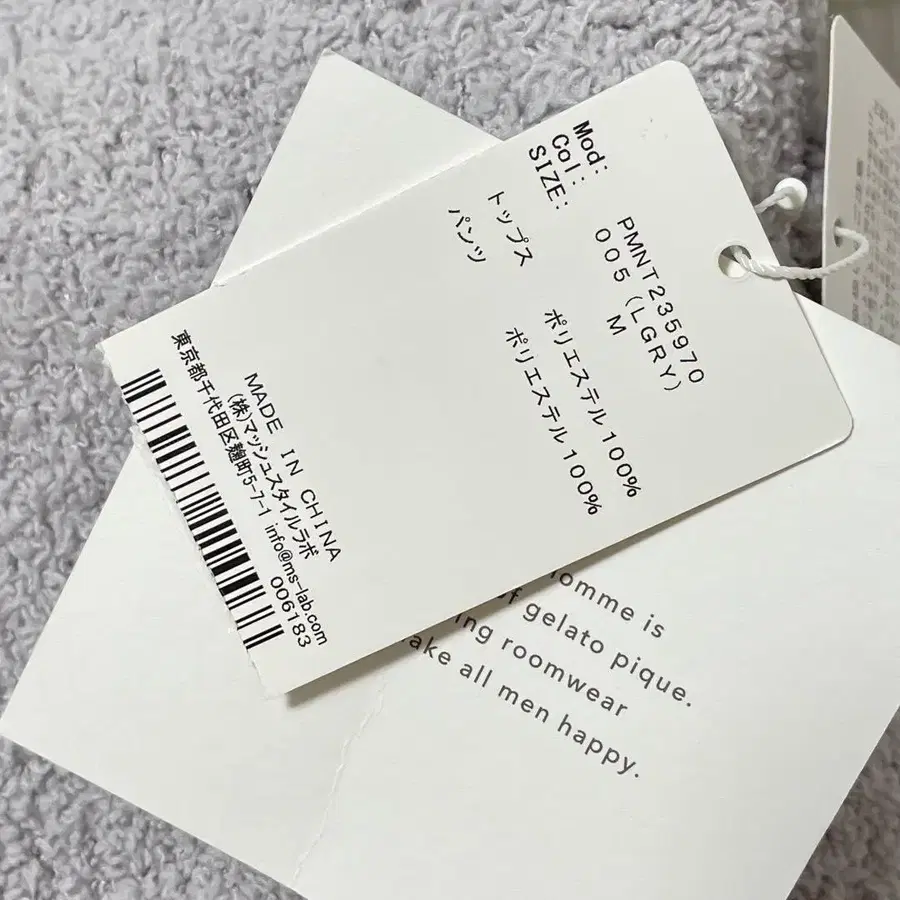 Mod: PMNT235970
Col: 005 (LGRY)
SIZE: M
トップス ポリエステル100%
パンツ ポリエステル100%
MADE IN CHINA
(株)マッシュスタイルラボ
東京都千代田区麹町5-7-1 info@ms-lab.com
006183
omme is
of gelato pique.
ing roomwear
ake all men happy.